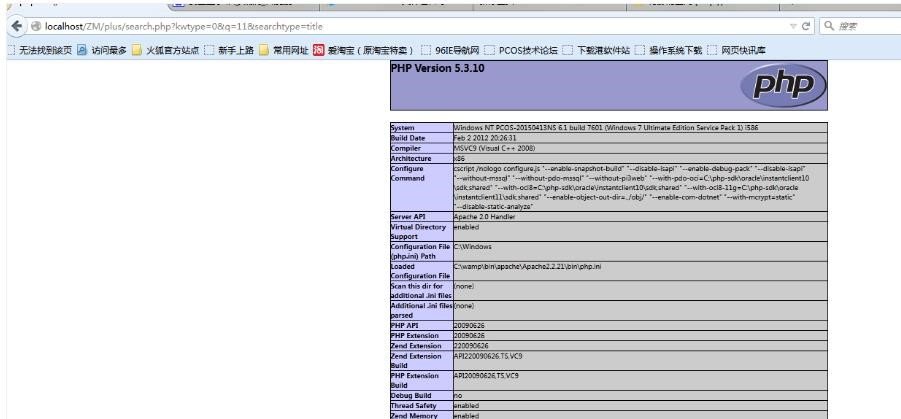 localhost/ZM/plus/search.php?kwtype=0&q=11&searchtype=title
搜索
无法找到该页 访问最多 火狐官方站点 新手上路 常用网址 爱淘宝（原淘宝特卖） 96IE导航网 PCOS技术论坛 下载港软件站 操作系统下载 网页快讯库
PHP Version 5.3.10
php
System Windows NT PCOS-20150413NS 6.1 build 7601 (Windows 7 Ultimate Edition Service Pack 1) i586
Build Date Feb 2 2012 20:26:31
Compiler MSVC9 (Visual C++ 2008)
Architecture x86
Configure Command cscript /nologo configure.js "--enable-snapshot-build" "--disable-isapi" "--enable-debug-pack" "--disable-isapi"
"--without-mssql" "--without-pdo-mssql" "--without-pi3web" "--with-pdo-oci=C:\php-sdk\oracle\instantclient10
\sdk,shared" "--with-oci8=C:\php-sdk\oracle\instantclient10\sdk,shared" "--with-oci8-11g=C:\php-sdk\oracle
\instantclient11\sdk,shared" "--enable-object-out-dir=../obj/" "--enable-com-dotnet" "--with-mcrypt=static"
"--disable-static-analyze"
Server API Apache 2.0 Handler
Virtual Directory enabled
Support
Configuration File C:\Windows
(php.ini) Path
Loaded C:\wamp\bin\apache\Apache2.2.21\bin\php.ini
Configuration File
Scan this dir for (none)
additional .ini files
Additional .ini files (none)
parsed
PHP API 20090626
PHP Extension 20090626
Zend Extension 220090626
Zend Extension API220090626,TS,VC9
Build
PHP Extension API20090626,TS,VC9
Build
Debug Build no
Thread Safety enabled
Zend Memory enabled